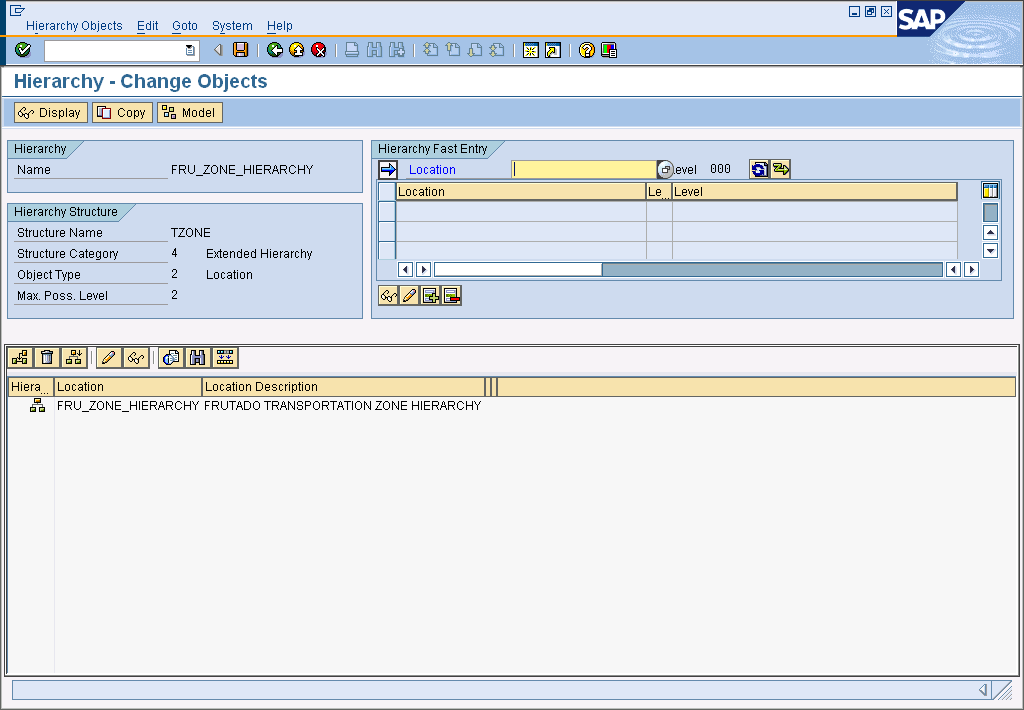 Hierarchy Objects Edit Goto System Help
SAP
Hierarchy - Change Objects
Display Copy Model
Hierarchy
Name FRU_ZONE_HIERARCHY
Hierarchy Structure
Structure Name TZONE
Structure Category 4 Extended Hierarchy
Object Type 2 Location
Max. Poss. Level 2
Hierarchy Fast Entry
Location evel 000
Location Le... Level
Hiera... Location Location Description
FRU_ZONE_HIERARCHY FRUTADO TRANSPORTATION ZONE HIERARCHY